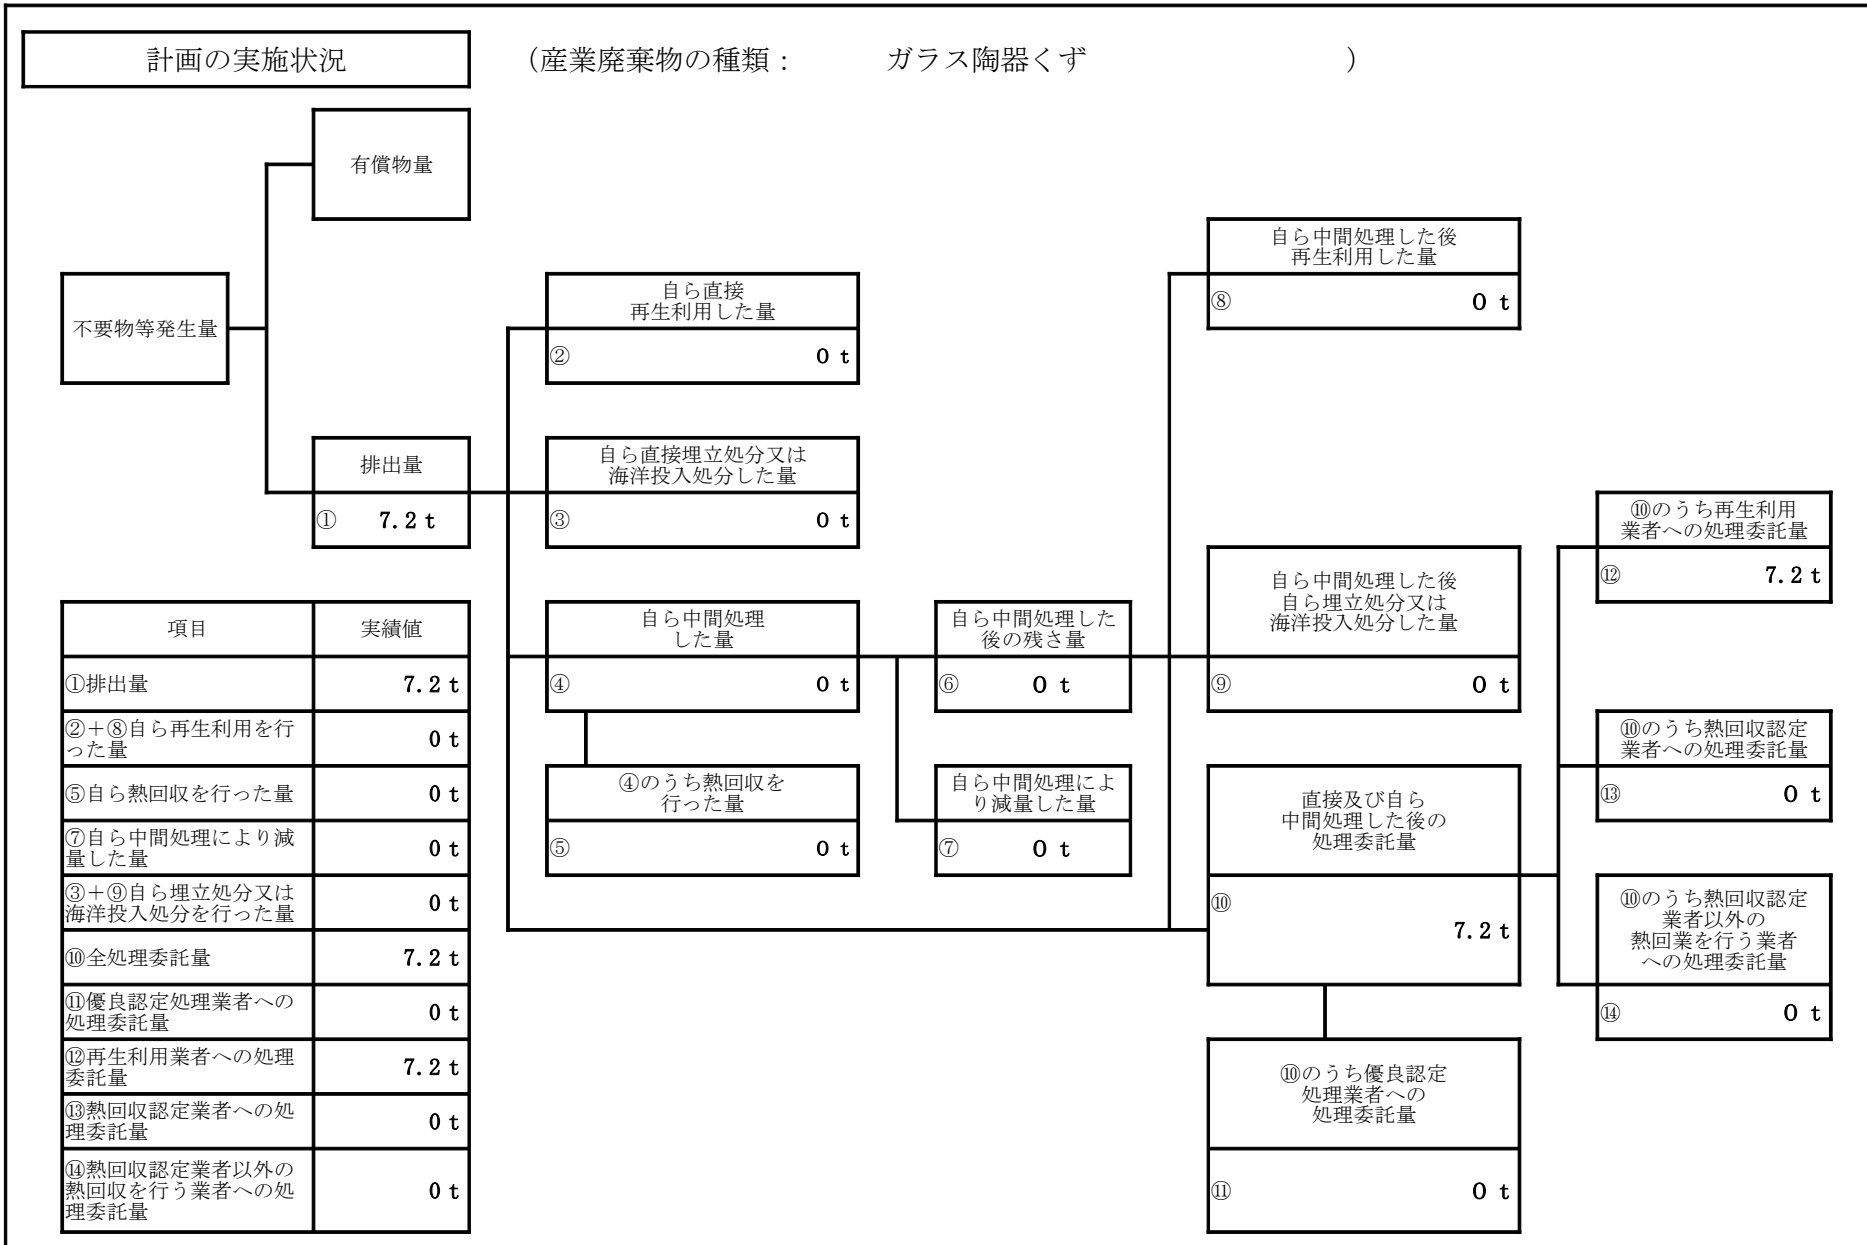 計画の実施状況
（産業廃棄物の種類：　ガラス陶器くず　）
有償物量
不要物等発生量
排出量
① 7.2 t
自ら直接
再生利用した量
② 0 t
自ら直接埋立処分又は
海洋投入処分した量
③ 0 t
自ら中間処理
した量
④ 0 t
④のうち熱回収を
行った量
⑤ 0 t
自ら中間処理した
後の残さ量
⑥ 0 t
自ら中間処理によ
り減量した量
⑦ 0 t
自ら中間処理した後
再生利用した量
⑧ 0 t
自ら中間処理した後
自ら埋立処分又は
海洋投入処分した量
⑨ 0 t
直接及び自ら
中間処理した後の
処理委託量
⑩
7.2 t
⑩のうち優良認定
処理業者への
処理委託量
⑪ 0 t
⑩のうち再生利用
業者への処理委託量
⑫ 7.2 t
⑩のうち熱回収認定
業者への処理委託量
⑬ 0 t
⑩のうち熱回収認定
業者以外の
熱回業を行う業者
への処理委託量
⑭ 0 t
項目 実績値
①排出量 7.2 t
②＋⑧自ら再生利用を行
った量 0 t
⑤自ら熱回収を行った量 0 t
⑦自ら中間処理により減
量した量 0 t
③＋⑨自ら埋立処分又は
海洋投入処分を行った量 0 t
⑩全処理委託量 7.2 t
⑪優良認定処理業者への
処理委託量 0 t
⑫再生利用業者への処理
委託量 7.2 t
⑬熱回収認定業者への処
理委託量 0 t
⑭熱回収認定業者以外の
熱回収を行う業者への処
理委託量 0 t